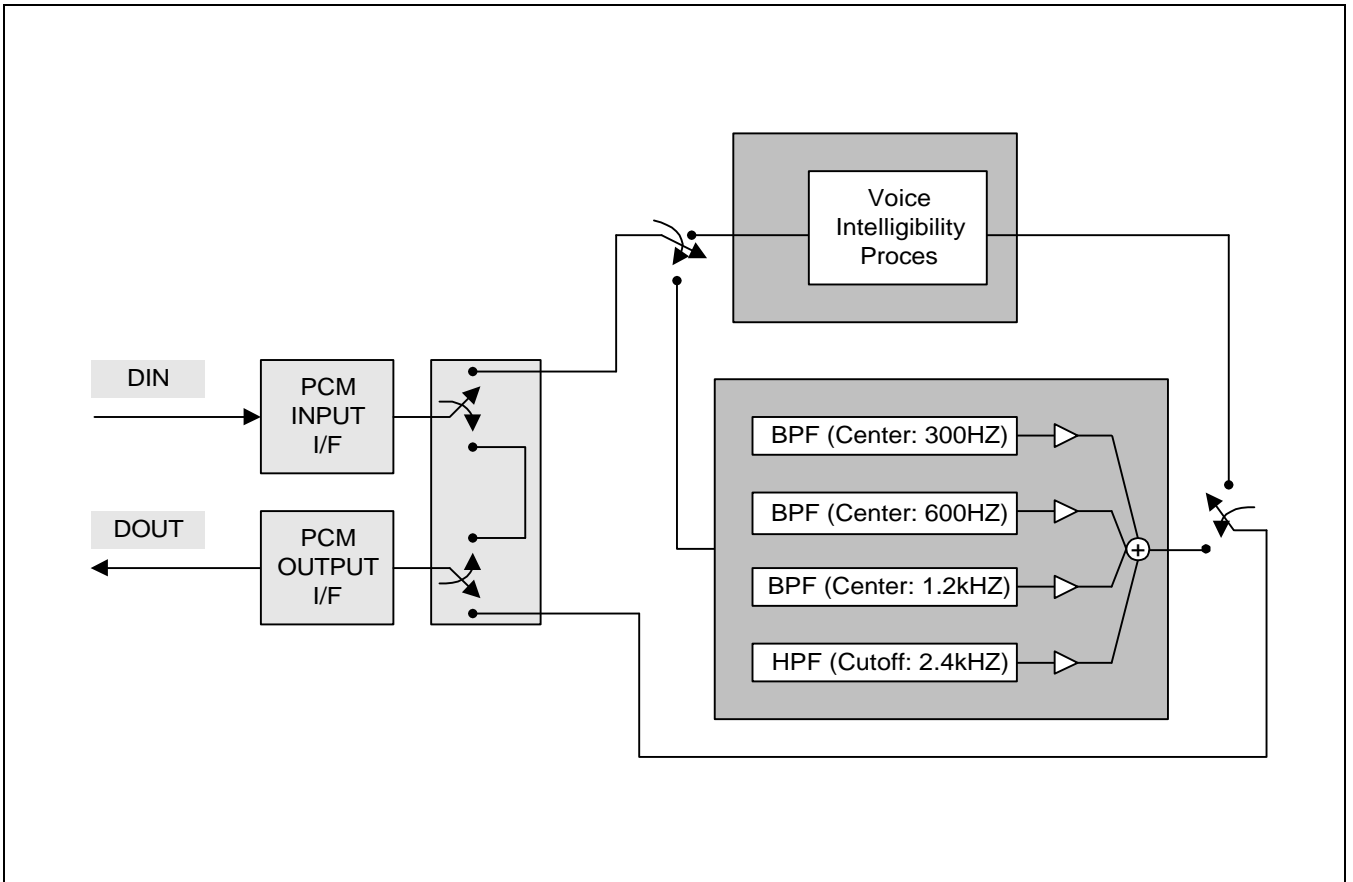 Voice
Intelligibility
Proces
DIN
PCM
INPUT
I/F
DOUT
PCM
OUTPUT
I/F
BPF (Center: 300HZ)
BPF (Center: 600HZ)
BPF (Center: 1.2kHZ)
HPF (Cutoff: 2.4kHZ)